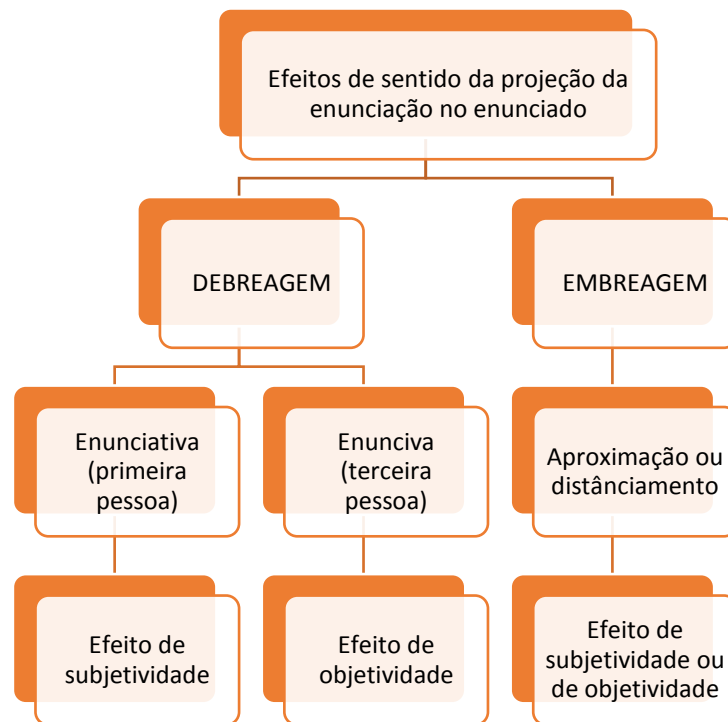 Efeitos de sentido da projeção da
enunciação no enunciado
DEBREAGEM
EMBREAGEM
Enunciativa
(primeira
pessoa)
Enunciva
(terceira
pessoa)
Aproximação ou
distânciamento
Efeito de
subjetividade
Efeito de
objetividade
Efeito de
subjetividade ou
de objetividade